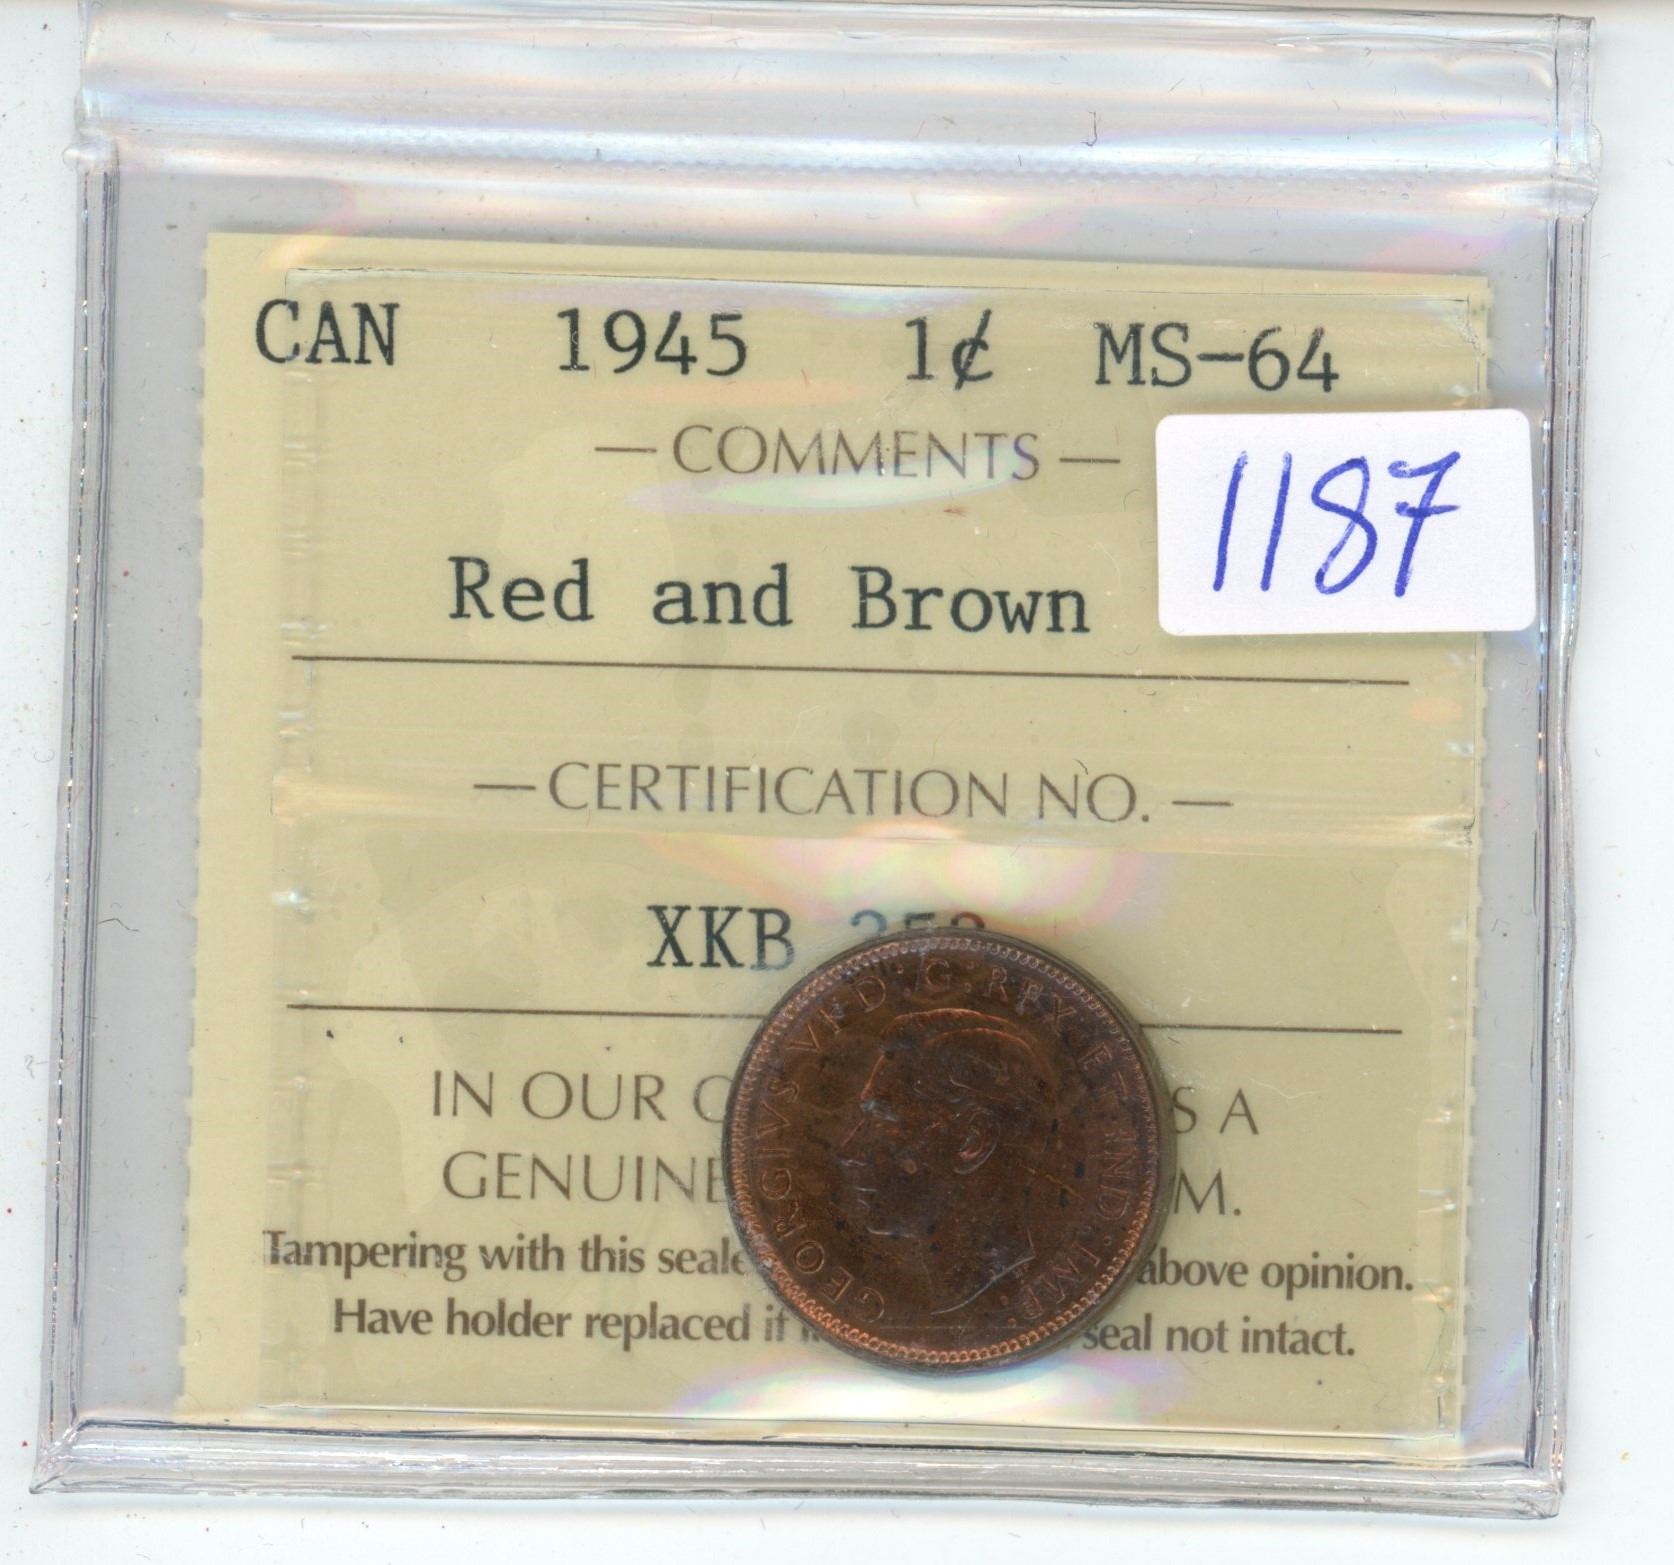 CAN 1945 1¢ MS-64
— COMMENTS —
1187
Red and Brown
— CERTIFICATION NO. —
XKB
IN OUR S A
GENUINE M.
Tampering with this above opinion.
Have holder replaced if seal not intact.
GEORGIVS VI D:G:REX ET IND:IMP: